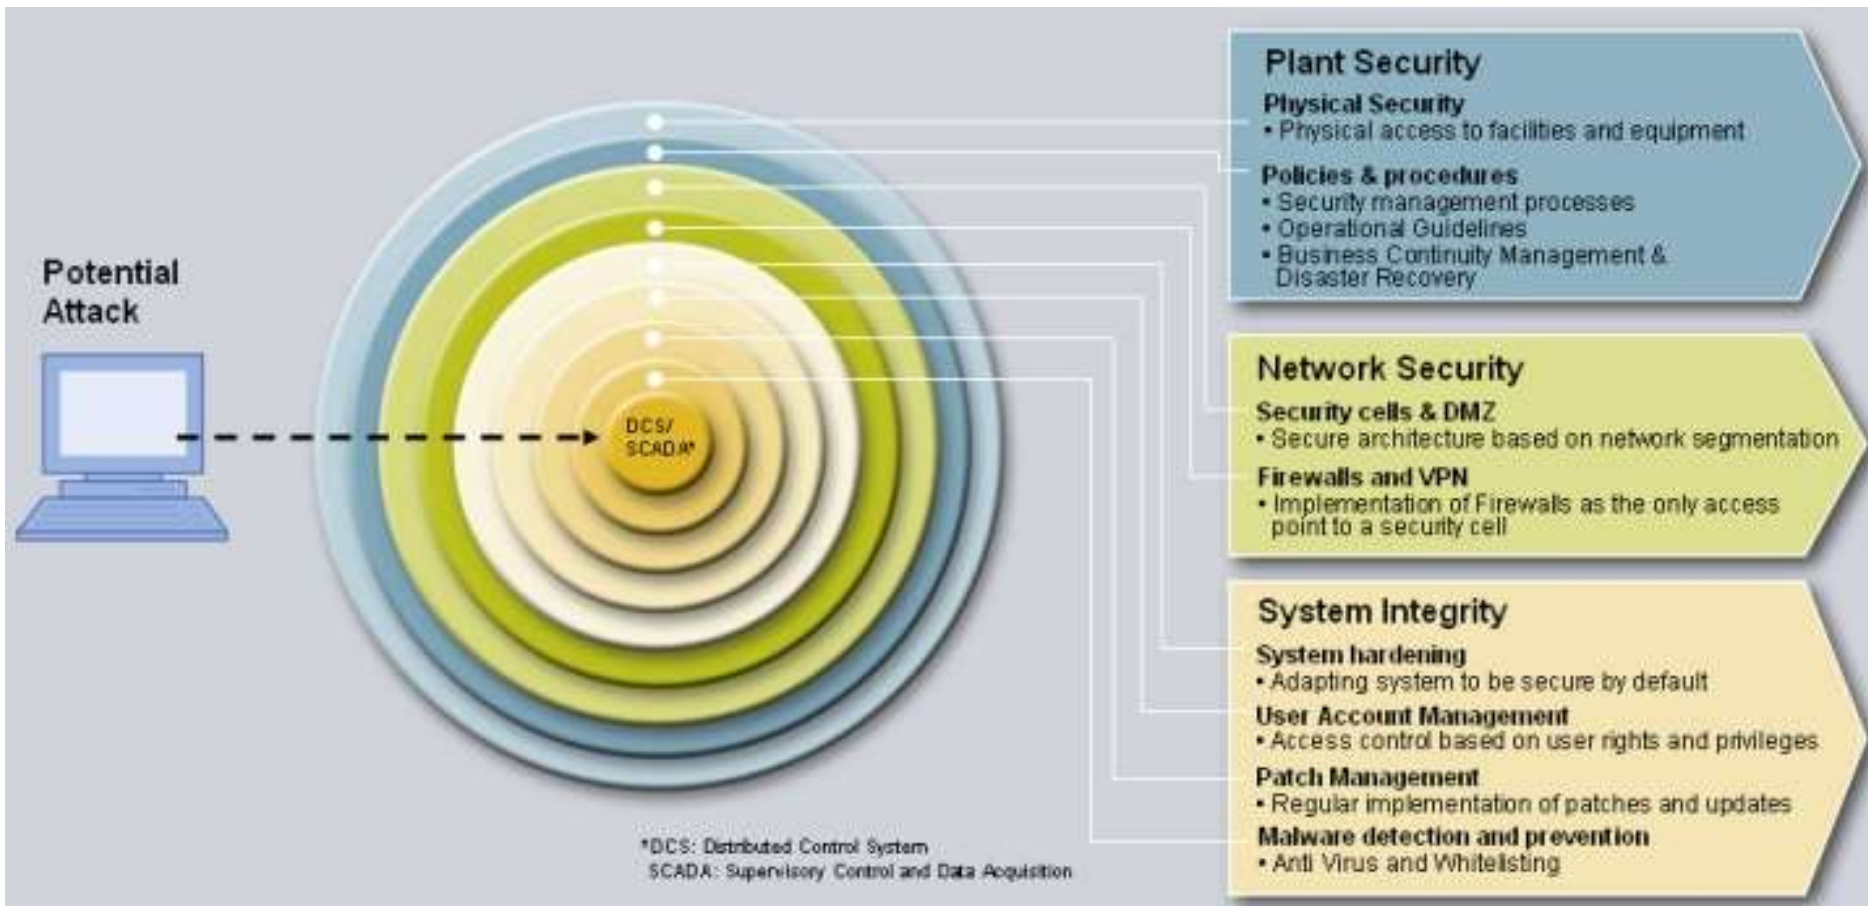 Potential
Attack
DCS/
SCADA*
*DCS: Distributed Control System
SCADA: Supervisory Control and Data Acquisition
Plant Security
Physical Security
• Physical access to facilities and equipment
Policies & procedures
• Security management processes
• Operational Guidelines
• Business Continuity Management &
Disaster Recovery
Network Security
Security cells & DMZ
• Secure architecture based on network segmentation
Firewalls and VPN
• Implementation of Firewalls as the only access
point to a security cell
System Integrity
System hardening
• Adapting system to be secure by default
User Account Management
• Access control based on user rights and privileges
Patch Management
• Regular implementation of patches and updates
Malware detection and prevention
• Anti Virus and Whitelisting